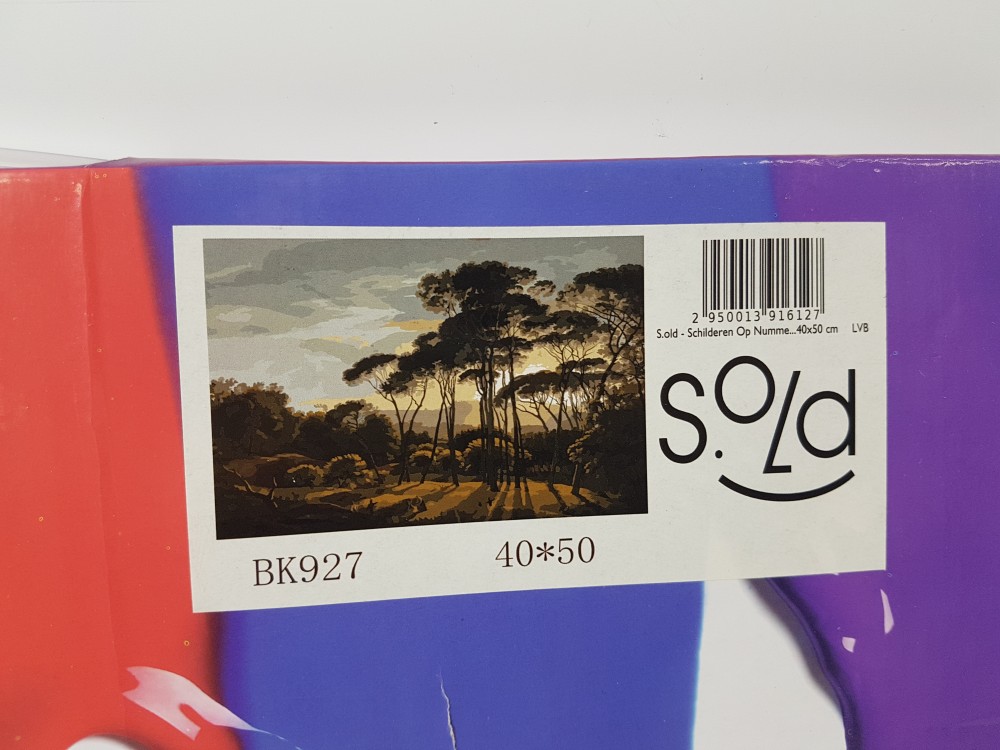 2 950013 916127
S.old - Schilderen Op Numme...40x50 cm LVB
S.old
BK927 40*50